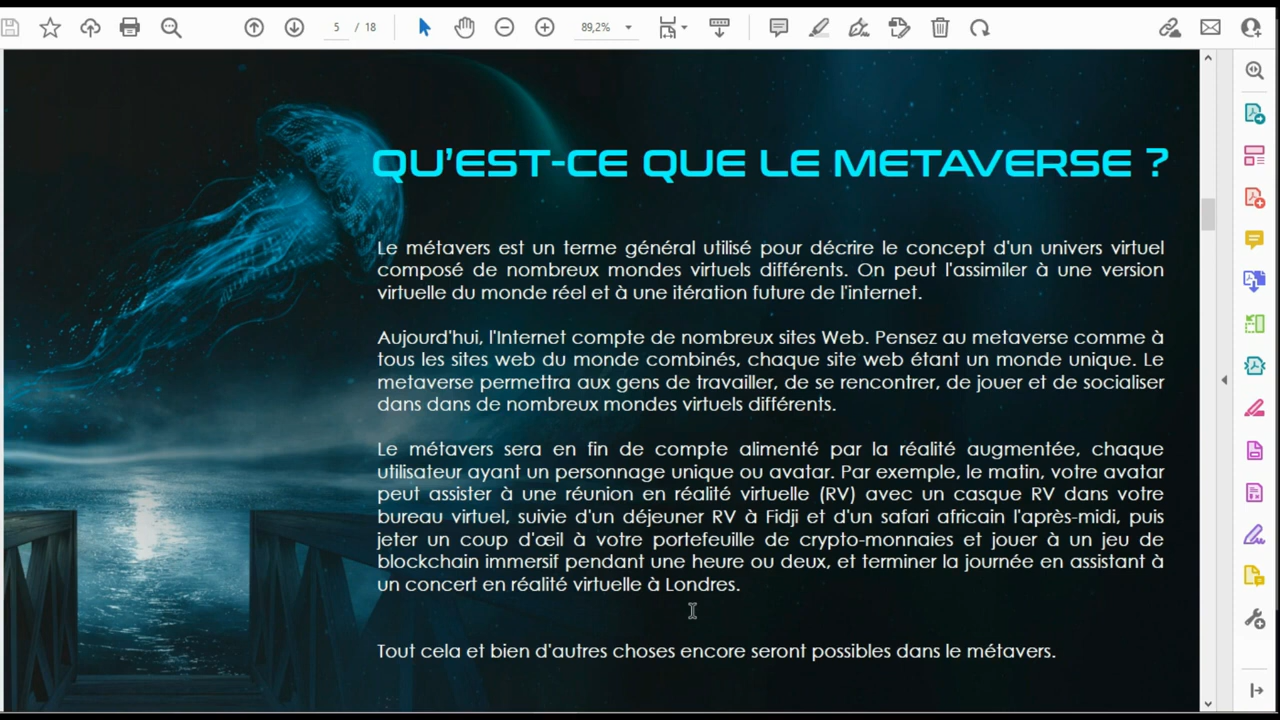 5 / 18
89,2%
QU'EST-CE QUE LE METAVERSE ?
Le métavers est un terme général utilisé pour décrire le concept d'un univers virtuel
composé de nombreux mondes virtuels différents. On peut l'assimiler à une version
virtuelle du monde réel et à une itération future de l'internet.
Aujourd'hui, l'Internet compte de nombreux sites Web. Pensez au metaverse comme à
tous les sites web du monde combinés, chaque site web étant un monde unique. Le
metaverse permettra aux gens de travailler, de se rencontrer, de jouer et de socialiser
dans dans de nombreux mondes virtuels différents.
Le métavers sera en fin de compte alimenté par la réalité augmentée, chaque
utilisateur ayant un personnage unique ou avatar. Par exemple, le matin, votre avatar
peut assister à une réunion en réalité virtuelle (RV) avec un casque RV dans votre
bureau virtuel, suivie d'un déjeuner RV à Fidji et d'un safari africain l'après-midi, puis
jeter un coup d'œil à votre portefeuille de crypto-monnaies et jouer à un jeu de
blockchain immersif pendant une heure ou deux, et terminer la journée en assistant à
un concert en réalité virtuelle à Londres.
Tout cela et bien d'autres choses encore seront possibles dans le métavers.